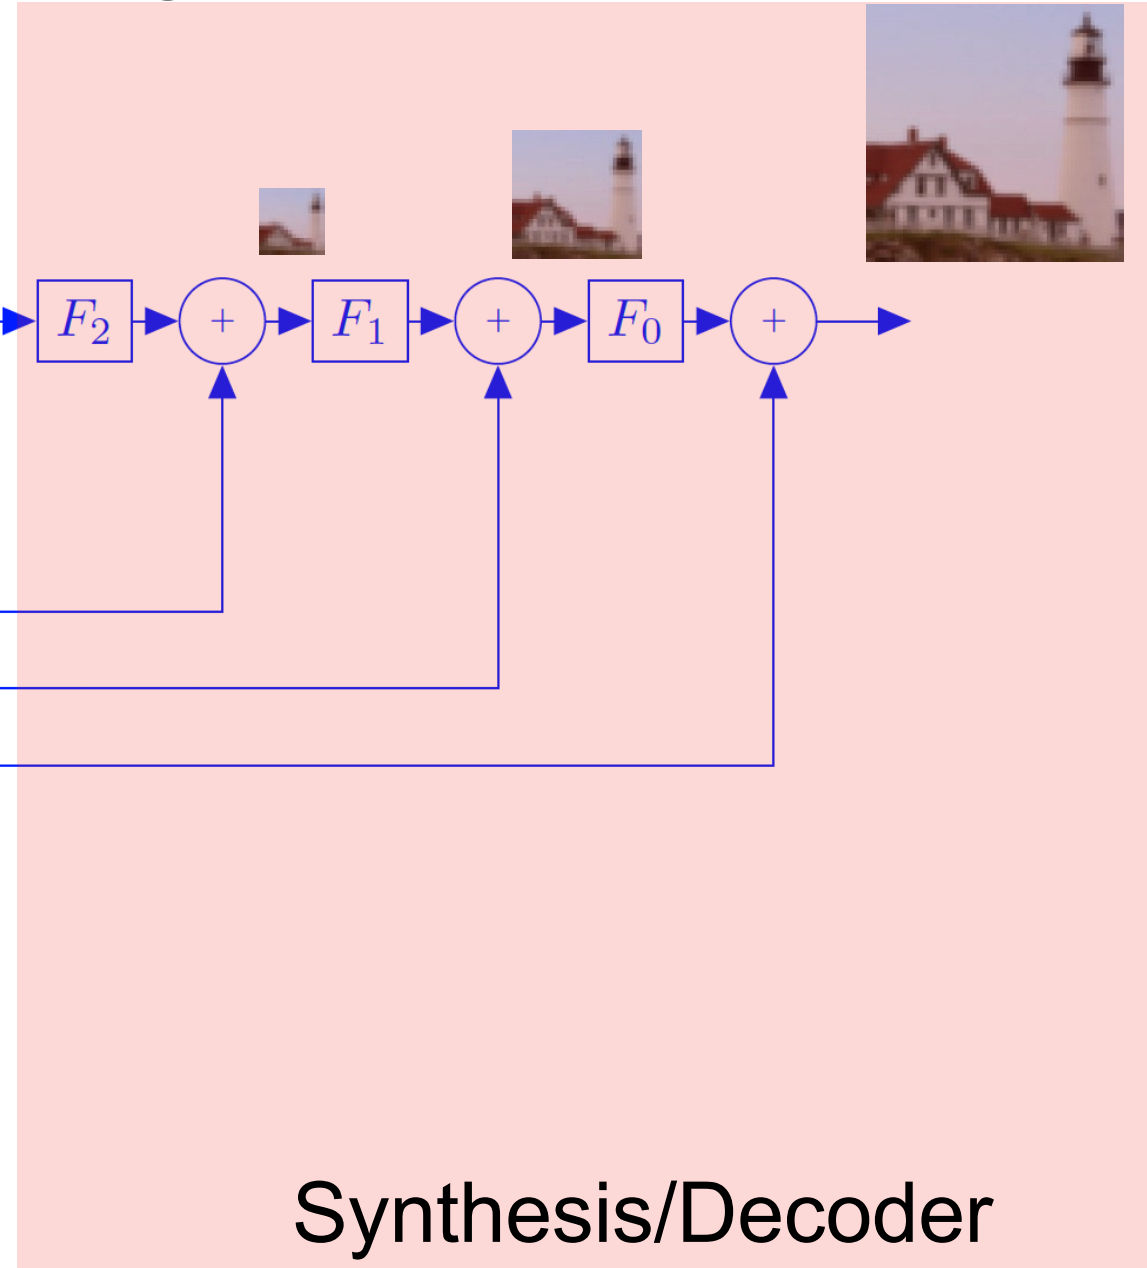 F₂ + F₁ + F₀ +
Synthesis/Decoder